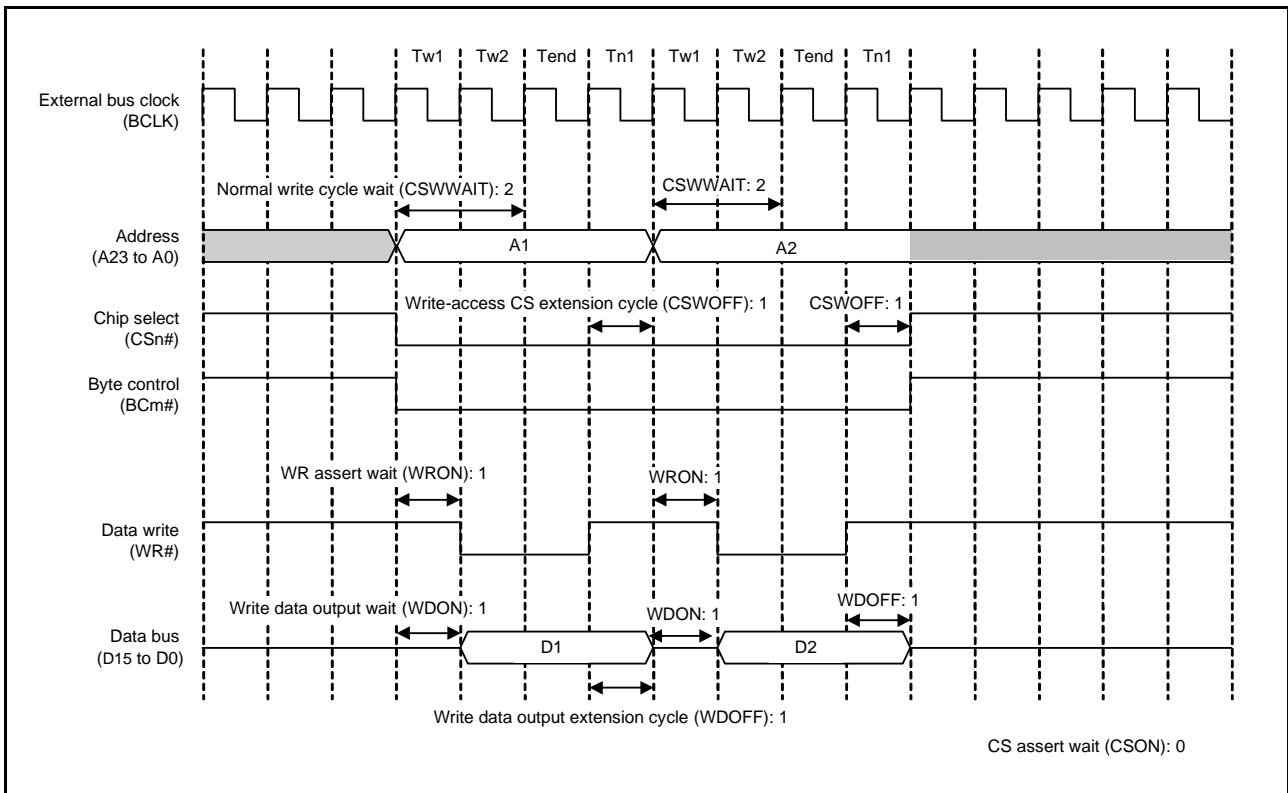 Tw1 Tw2 Tend Tn1 Tw1 Tw2 Tend Tn1
External bus clock
(BCLK)
Normal write cycle wait (CSWWAIT): 2
CSWWAIT: 2
Address
(A23 to A0)
A1
A2
Write-access CS extension cycle (CSWOFF): 1
CSWOFF: 1
Chip select
(CSn#)
Byte control
(BCm#)
WR assert wait (WRON): 1
WRON: 1
Data write
(WR#)
Write data output wait (WDON): 1
WDON: 1
WDOFF: 1
Data bus
(D15 to D0)
D1
D2
Write data output extension cycle (WDOFF): 1
CS assert wait (CSON): 0